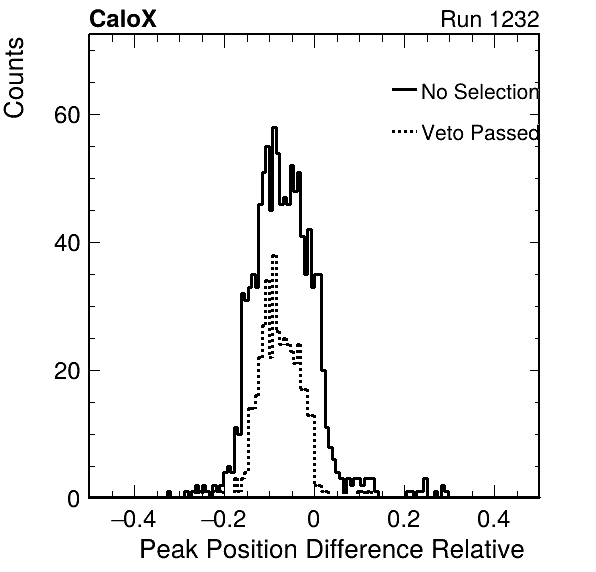 CaloX Run 1232
Counts
No Selection
Veto Passed
60
40
20
0
−0.4 −0.2 0 0.2 0.4
Peak Position Difference Relative